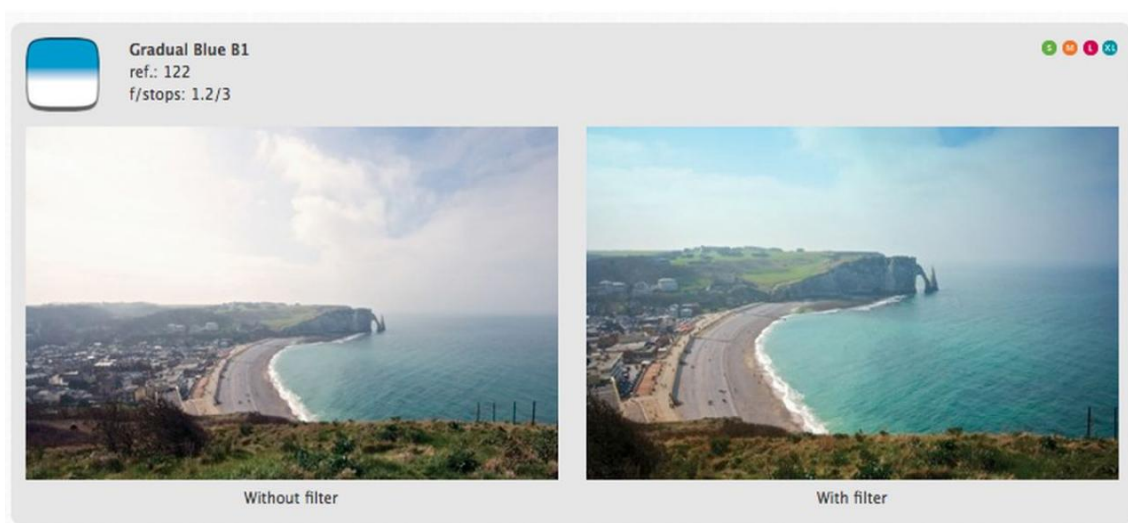 Gradual Blue B1
ref.: 122
f/stops: 1.2/3
S M L XL
Without filter
With filter